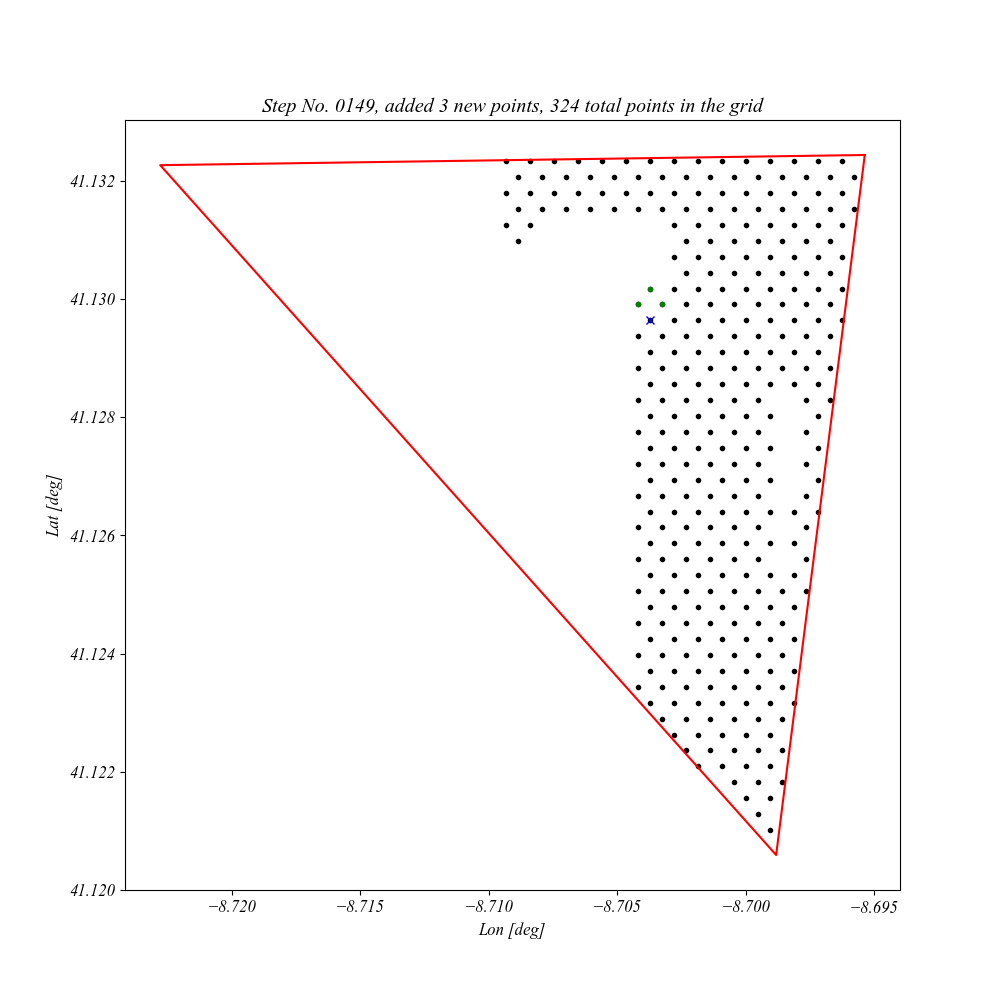 Step No. 0149, added 3 new points, 324 total points in the grid
41.132
41.130
41.128
41.126
41.124
41.122
41.120
Lat [deg]
−8.720 −8.715 −8.710 −8.705 −8.700 −8.695
Lon [deg]